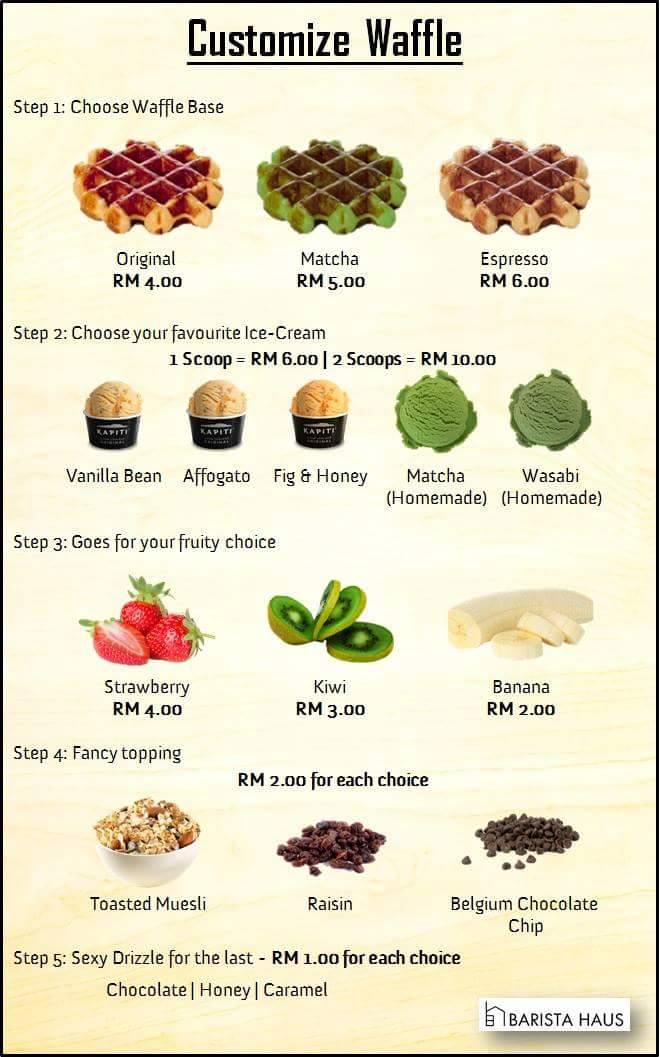 Customize Waffle
Step 1: Choose Waffle Base
Original Matcha Espresso
RM 4.00 RM 5.00 RM 6.00
Step 2: Choose your favourite Ice-Cream
1 Scoop = RM 6.00 | 2 Scoops = RM 10.00
KAPITI KAPITI KAPITI
Vanilla Bean Affogato Fig & Honey Matcha Wasabi
(Homemade) (Homemade)
Step 3: Goes for your fruity choice
Strawberry Kiwi Banana
RM 4.00 RM 3.00 RM 2.00
Step 4: Fancy topping
RM 2.00 for each choice
Toasted Muesli Raisin Belgium Chocolate
Chip
Step 5: Sexy Drizzle for the last - RM 1.00 for each choice
Chocolate | Honey | Caramel
BARISTA HAUS